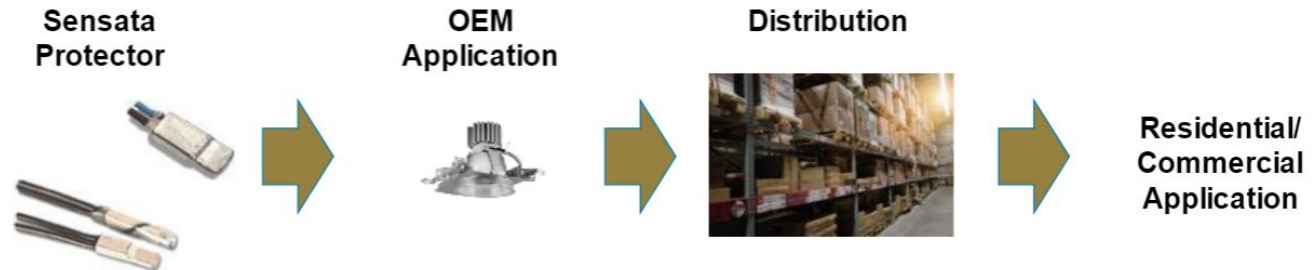 Sensata
Protector
OEM
Application
Distribution
Residential/
Commercial
Application